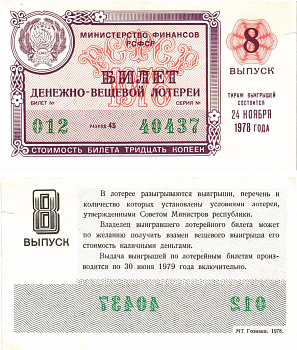 МИНИСТЕРСТВО ФИНАНСОВ
РСФСР
БИЛЕТ
ДЕНЕЖНО-ВЕЩЕВОЙ ЛОТЕРЕИ
БИЛЕТ № СЕРИЯ №
012 РАЗРЯД 45 40437
СТОИМОСТЬ БИЛЕТА ТРИДЦАТЬ КОПЕЕК
8
ВЫПУСК
ТИРАЖ ВЫИГРЫШЕЙ
СОСТОИТСЯ
24 НОЯБРЯ
1978 ГОДА
8
ВЫПУСК
В лотерее разыгрываются выигрыши, перечень и
количество которых установлены условиями лотереи,
утвержденными Советом Министров республики.
Владелец выигравшего лотерейного билета может
по желанию получить взамен вещевого выигрыша его
стоимость наличными деньгами.
Выдача выигрышей по лотерейным билетам произ-
водится по 30 июня 1979 года включительно.
40437 012
МТ Гознака. 1978.